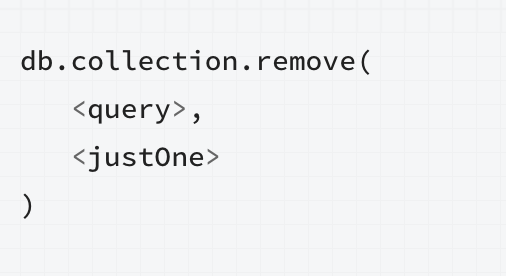 db.collection.remove(
<query>,
<justOne>
)